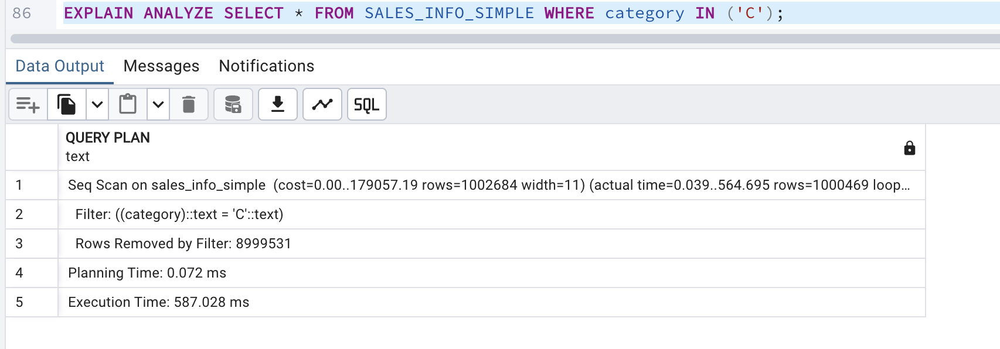 86 EXPLAIN ANALYZE SELECT * FROM SALES_INFO_SIMPLE WHERE category IN ('C');
Data Output Messages Notifications
SQL
QUERY PLAN
text
1 Seq Scan on sales_info_simple (cost=0.00..179057.19 rows=1002684 width=11) (actual time=0.039..564.695 rows=1000469 loop...
2 Filter: ((category)::text = 'C'::text)
3 Rows Removed by Filter: 8999531
4 Planning Time: 0.072 ms
5 Execution Time: 587.028 ms